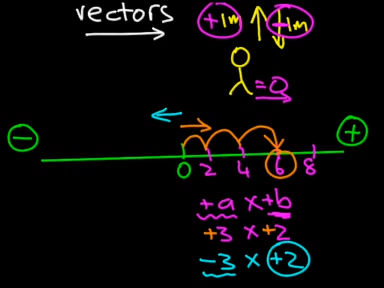 vectors +1m -1m
= 0
- +
0 2 4 6 8
+a x +b
+3 x +2
-3 x +2